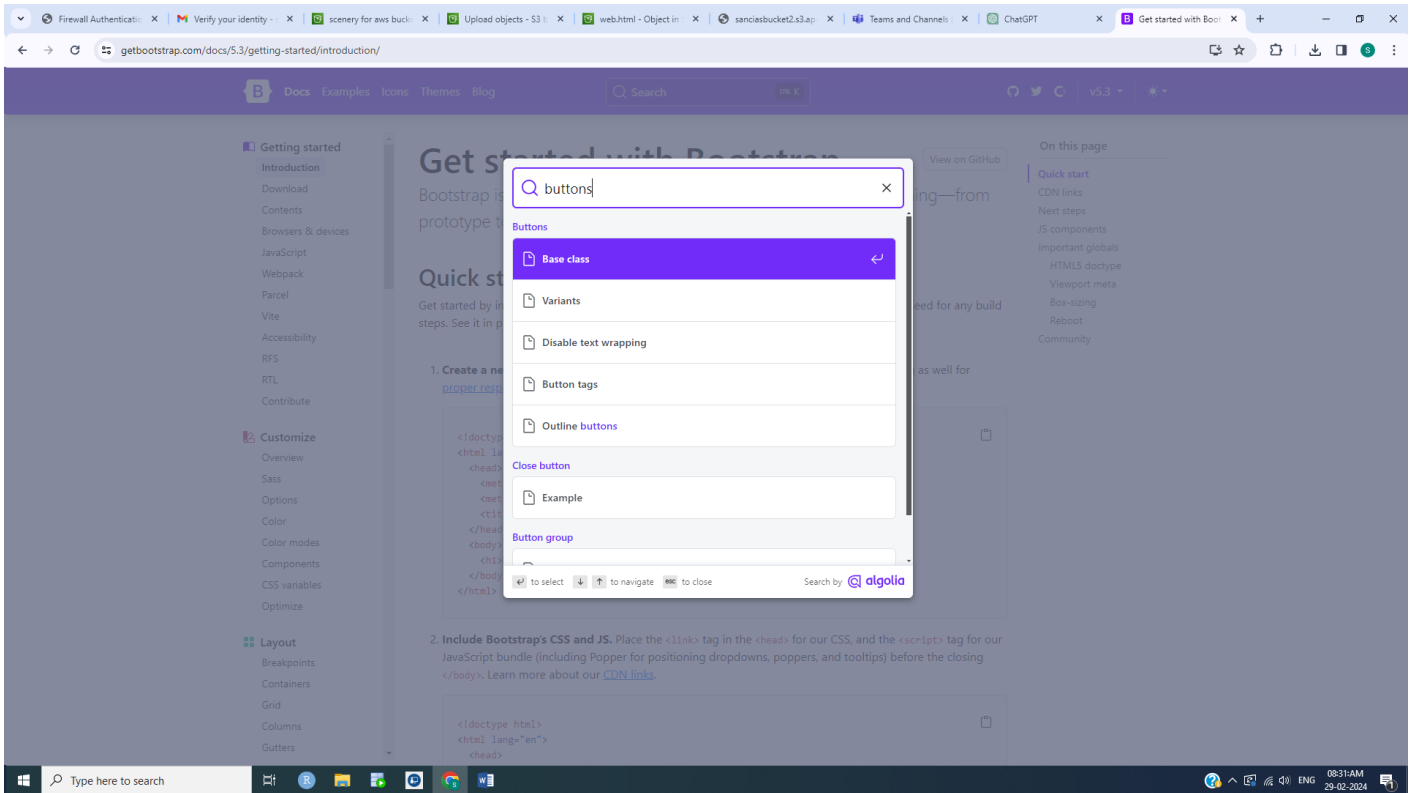 Firewall Authenticatio
Verify your identity -
scenery for aws buck
Upload objects - S3 b
web.html - Object in
sanciasbucket2.s3.ap
Teams and Channels
ChatGPT
Get started with Boot
getbootstrap.com/docs/5.3/getting-started/introduction/
S
B Docs Examples Icons Themes Blog
Search
v5.3
Getting started
Introduction
Download
Contents
Browsers & devices
JavaScript
Webpack
Parcel
Vite
Accessibility
RFS
RTL
Contribute
Customize
Overview
Sass
Options
Color
Color modes
Components
CSS variables
Optimize
Layout
Breakpoints
Containers
Grid
Columns
Gutters
Get started with Bootstrap
View on GitHub
Bootstrap is
ing—from
prototype t
Quick st
Get started by in
eed for any build
steps. See it in p
1. Create a ne
as well for
proper resp
<!doctyp
<html la
<head>
<met
<met
<tit
</head
<body>
<h1>
</body
</html>
buttons
Buttons
Base class
Variants
Disable text wrapping
Button tags
Outline buttons
Close button
Example
Button group
to select
to navigate
esc to close
Search by algolia
2. Include Bootstrap's CSS and JS. Place the <link> tag in the <head> for our CSS, and the <script> tag for our
JavaScript bundle (including Popper for positioning dropdowns, poppers, and tooltips) before the closing
</body>. Learn more about our CDN links.
<!doctype html>
<html lang="en">
<head>
On this page
Quick start
CDN links
Next steps
JS components
Important globals
HTML5 doctype
Viewport meta
Box-sizing
Reboot
Community
Type here to search
ENG
08:31:AM
29-02-2024